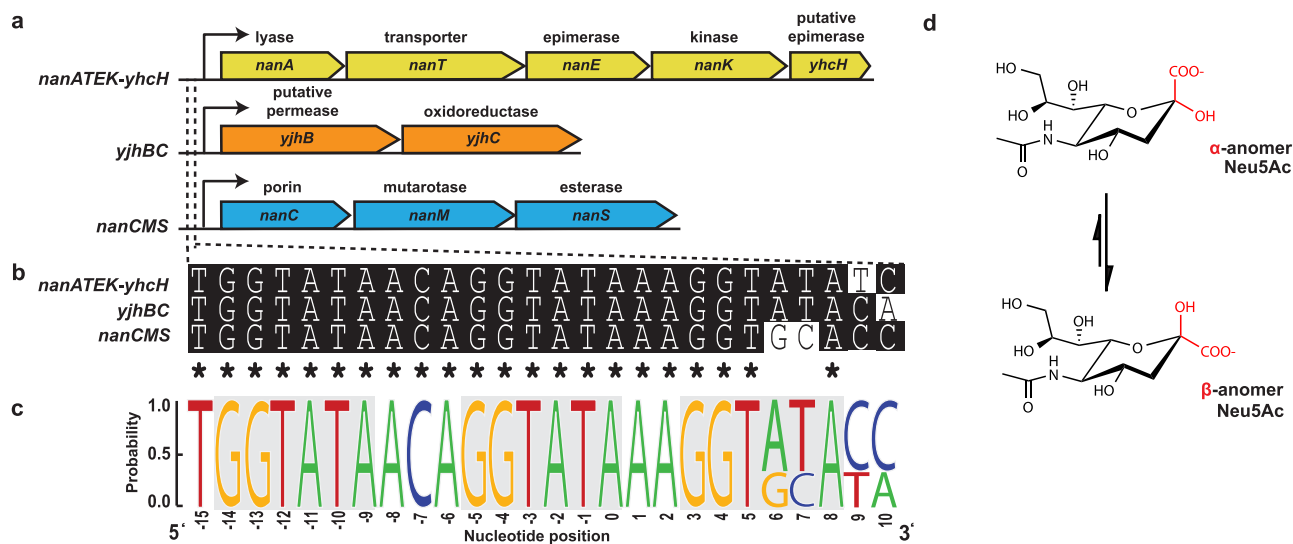 a
putative
lyase transporter epimerase kinase epimerase
nanATEK-yhcH nanA nanT nanE nanK yhcH
putative
permease oxidoreductase
yjhBC yjhB yjhC
porin mutarotase esterase
nanCMS nanC nanM nanS
b
nanATEK-yhcH T G G T A T A A C A G G T A T A A A G G T A T A T C
yjhBC T G G T A T A A C A G G T A T A A A G G T A T A C A
nanCMS T G G T A T A A C A G G T A T A A A G G T G C A C C
* * * * * * * * * * * * * * * * * * * * * *
c
Probability
1.0
0.5
0.0
T G G T A T A A C A G G T A T A A A G G T A T A C C
G C T A
5' -15 -14 -13 -12 -11 -10 -9 -8 -7 -6 -5 -4 -3 -2 -1 0 1 2 3 4 5 6 7 8 9 10 3'
Nucleotide position
d
HO OH COO-
HO O OH
N H HO
O
α-anomer
Neu5Ac
HO OH OH
HO O COO-
N H HO
O
β-anomer
Neu5Ac